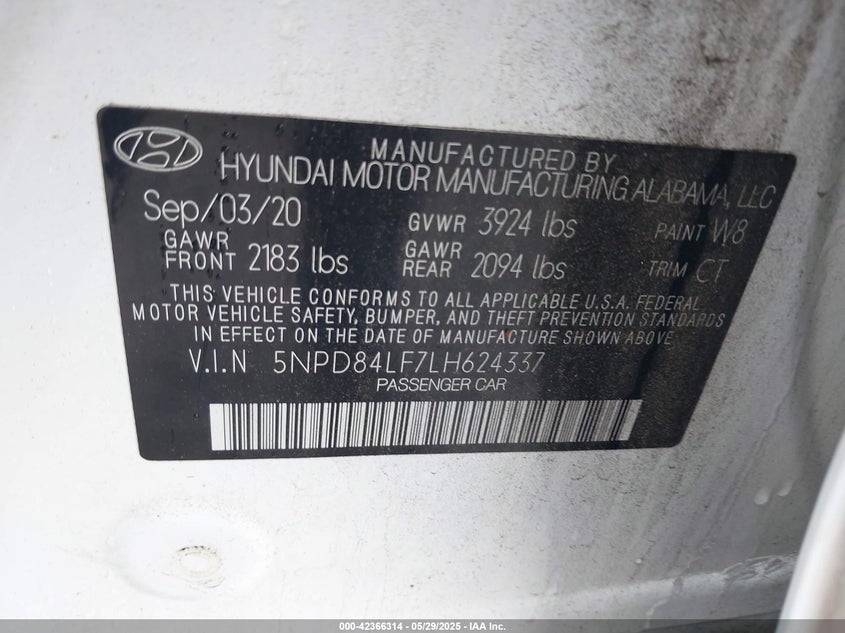 MANUFACTURED BY
HYUNDAI MOTOR MANUFACTURING ALABAMA, LLC
Sep/03/20 GVWR 3924 lbs PAINT W8
GAWR FRONT 2183 lbs GAWR REAR 2094 lbs TRIM CT
THIS VEHICLE CONFORMS TO ALL APPLICABLE U.S.A. FEDERAL
MOTOR VEHICLE SAFETY, BUMPER, AND THEFT PREVENTION STANDARDS
IN EFFECT ON THE DATE OF MANUFACTURE SHOWN ABOVE.
V.I.N 5NPD84LF7LH624337
PASSENGER CAR
000-42366314 - 05/29/2025 - IAA Inc.